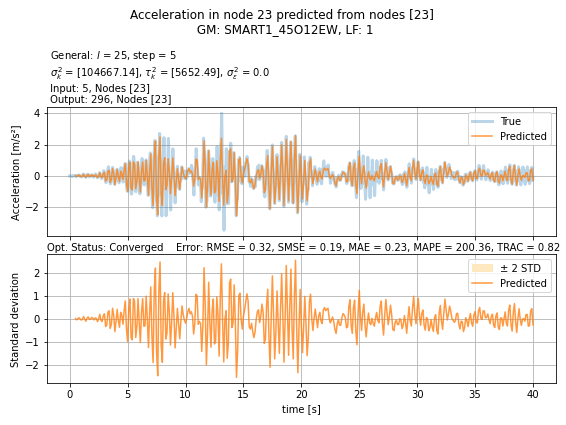 Acceleration in node 23 predicted from nodes [23]
GM: SMART1_45O12EW, LF: 1
General: l = 25, step = 5
σ_k^2 = [104667.14], τ_k^2 = [5652.49], σ_ε^2 = 0.0
Input: 5, Nodes [23]
Output: 296, Nodes [23]
Acceleration [m/s²]
4
2
0
−2
True
Predicted
Opt. Status: Converged Error: RMSE = 0.32, SMSE = 0.19, MAE = 0.23, MAPE = 200.36, TRAC = 0.82
Standard deviation
2
1
0
−1
−2
± 2 STD
Predicted
0 5 10 15 20 25 30 35 40
time [s]